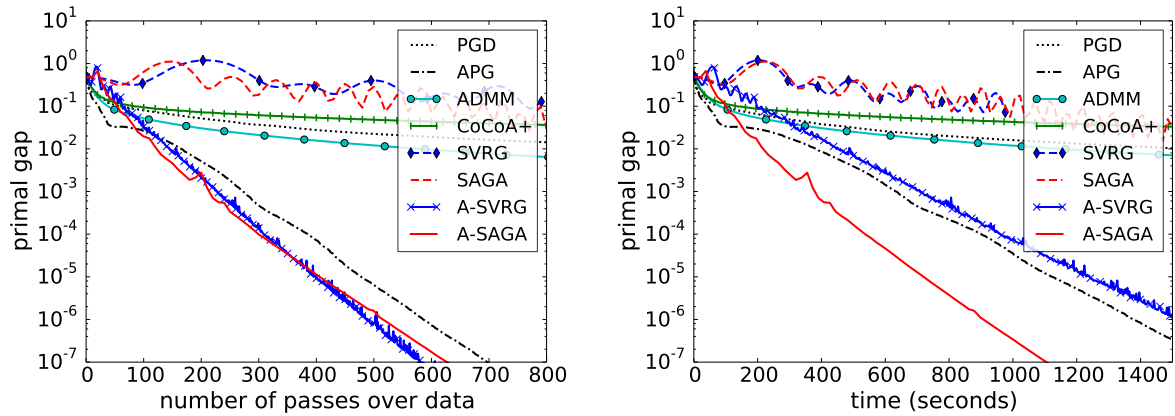 10^1
10^0
10^-1
10^-2
10^-3
10^-4
10^-5
10^-6
10^-7
primal gap
0 100 200 300 400 500 600 700 800
number of passes over data
PGD
APG
ADMM
CoCoA+
SVRG
SAGA
A-SVRG
A-SAGA
10^1
10^0
10^-1
10^-2
10^-3
10^-4
10^-5
10^-6
10^-7
primal gap
0 200 400 600 800 1000 1200 1400
time (seconds)
PGD
APG
ADMM
CoCoA+
SVRG
SAGA
A-SVRG
A-SAGA